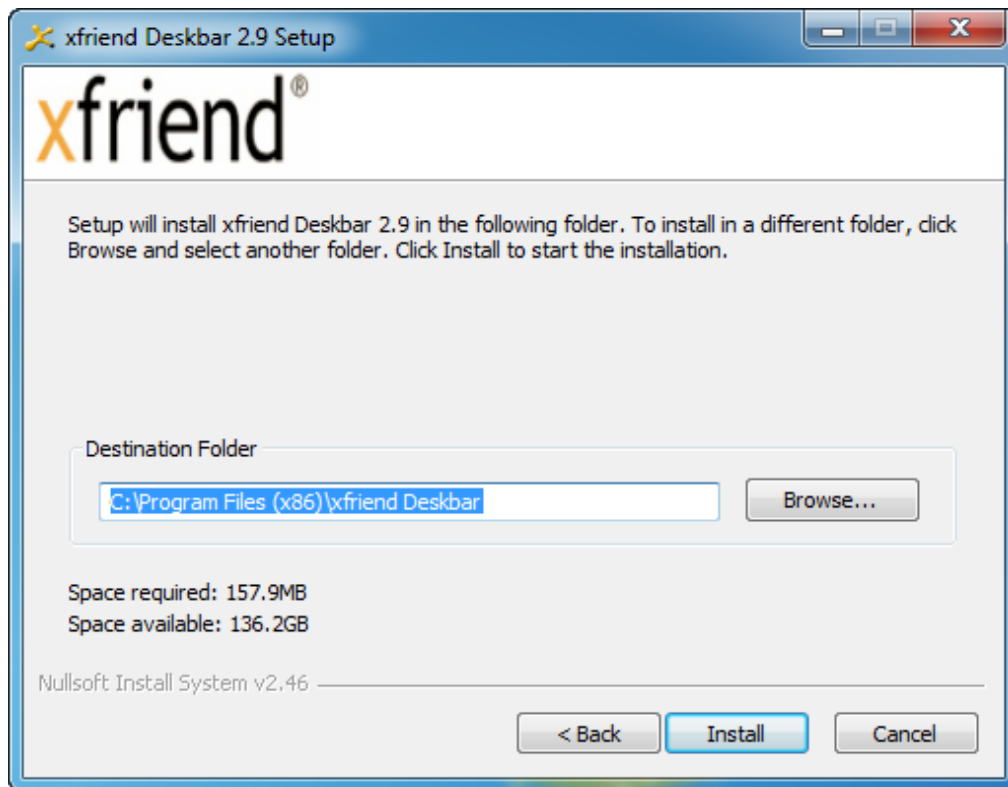 xfriend Deskbar 2.9 Setup
xfriend®
Setup will install xfriend Deskbar 2.9 in the following folder. To install in a different folder, click
Browse and select another folder. Click Install to start the installation.
Destination Folder
C:\Program Files (x86)\xfriend Deskbar
Browse...
Space required: 157.9MB
Space available: 136.2GB
Nullsoft Install System v2.46
< Back
Install
Cancel